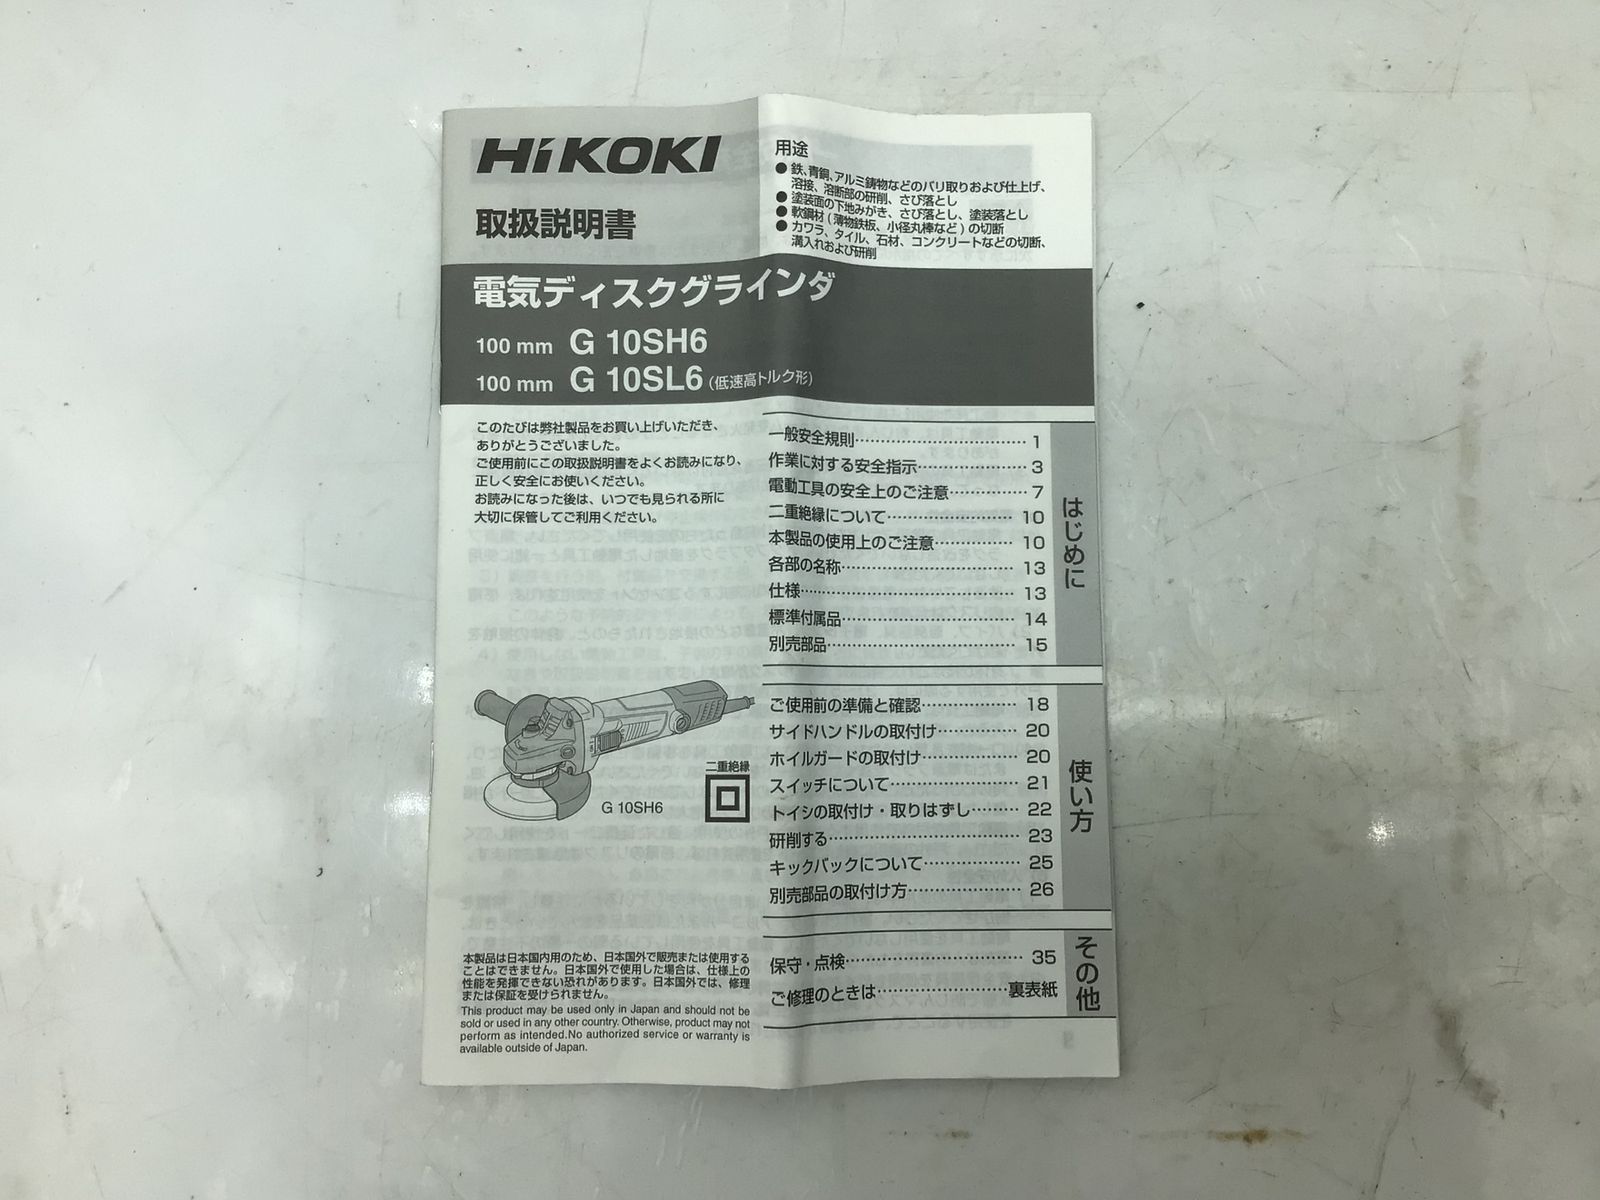 HiKOKI
取扱説明書
用途
● 鉄、青銅、アルミ鋳物などのバリ取りおよび仕上げ、
溶接、溶断部の研削、さび落とし
● 塗装面の下地みがき、さび落とし、塗装落とし
● 軟鋼材（薄物鉄板、小径丸棒など）の切断
● カワラ、タイル、石材、コンクリートなどの切断、
溝入れおよび研削
電気ディスクグラインダ
100 mm G 10SH6
100 mm G 10SL6（低速高トルク形）
このたびは弊社製品をお買い上げいただき、
ありがとうございました。
ご使用前にこの取扱説明書をよくお読みになり、
正しく安全にお使いください。
お読みになった後は、いつでも見られる所に
大切に保管してご利用ください。
二重絶縁
G 10SH6
本製品は日本国内用のため、日本国外で販売または使用する
ことはできません。日本国外で使用した場合は、仕様上の
性能を発揮できない恐れがあります。日本国外では、修理
または保証を受けられません。
This product may be used only in Japan and should not be
sold or used in any other country. Otherwise, product may not
perform as intended.No authorized service or warranty is
available outside of Japan.
はじめに
一般安全規則 1
作業に対する安全指示 3
電動工具の安全上のご注意 7
二重絶縁について 10
本製品の使用上のご注意 10
各部の名称 13
仕様 13
標準付属品 14
別売部品 15
使い方
ご使用前の準備と確認 18
サイドハンドルの取付け 20
ホイルガードの取付け 20
スイッチについて 21
トイシの取付け・取りはずし 22
研削する 23
キックバックについて 25
別売部品の取付け方 26
その他
保守・点検 35
ご修理のときは 裏表紙